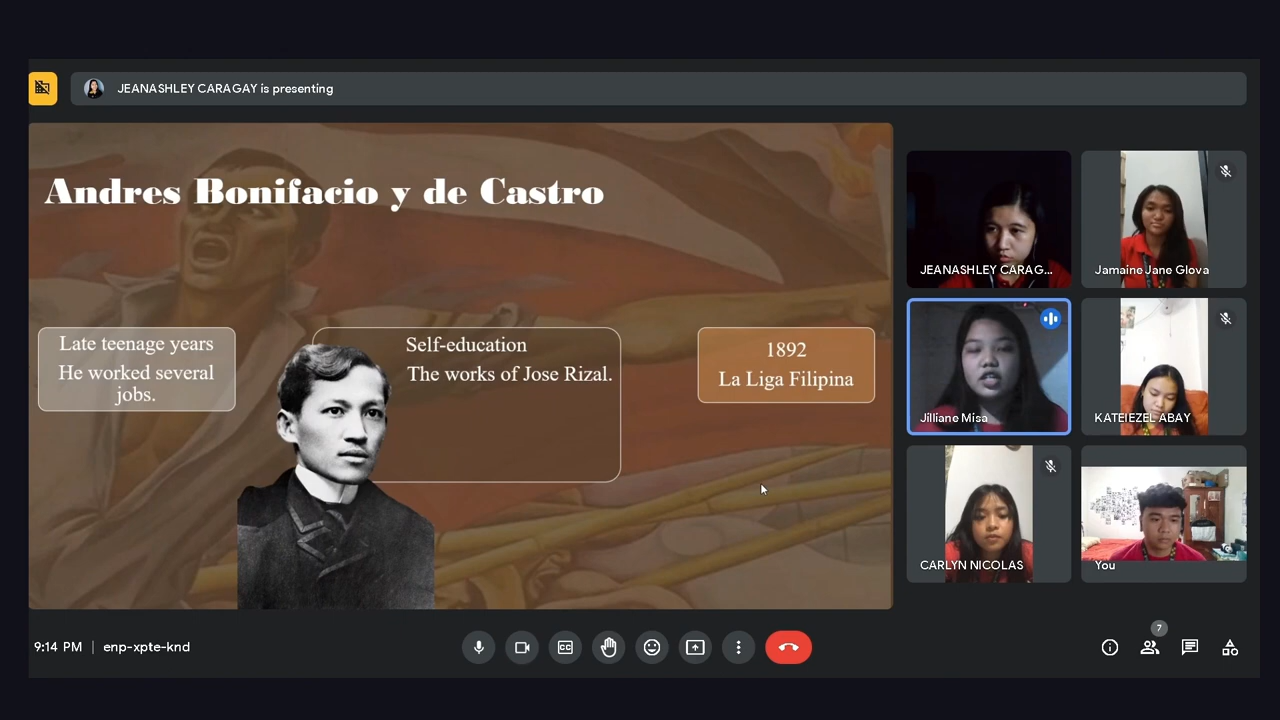 JEANASHLEY CARAGAY is presenting
Andres Bonifacio y de Castro
Late teenage years
He worked several
jobs.
Self-education
The works of Jose Rizal.
1892
La Liga Filipina
JEANASHLEY CARAG...
Jamaine Jane Glova
Jilliane Misa
KATEIEZEL ABAY
CARLYN NICOLAS
You
9:14 PM | enp-xpte-knd
CC
7